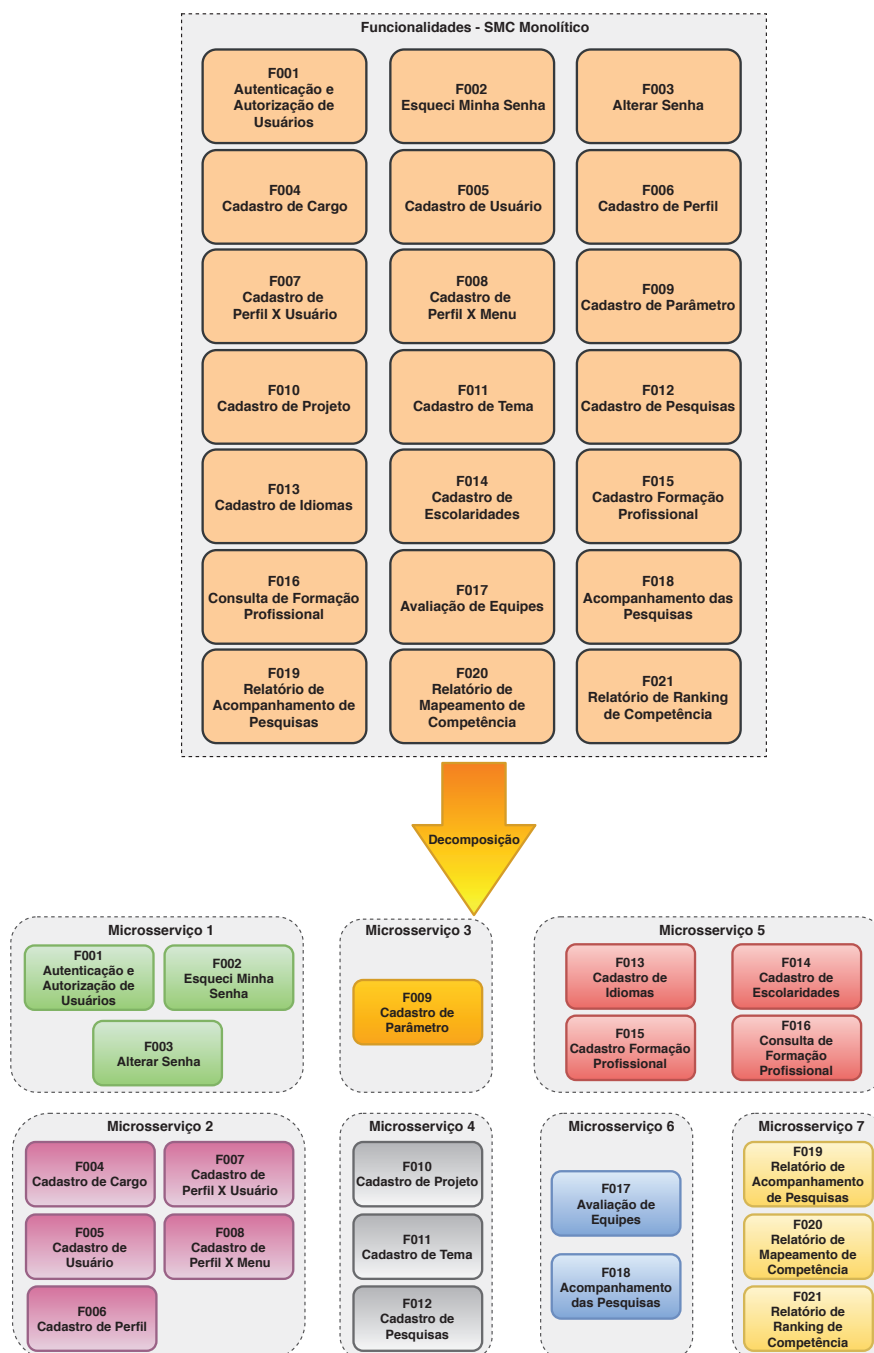 Funcionalidades - SMC Monolítico
F001
Autenticação e
Autorização de
Usuários
F002
Esqueci Minha Senha
F003
Alterar Senha
F004
Cadastro de Cargo
F005
Cadastro de Usuário
F006
Cadastro de Perfil
F007
Cadastro de
Perfil X Usuário
F008
Cadastro de
Perfil X Menu
F009
Cadastro de Parâmetro
F010
Cadastro de Projeto
F011
Cadastro de Tema
F012
Cadastro de Pesquisas
F013
Cadastro de Idiomas
F014
Cadastro de
Escolaridades
F015
Cadastro Formação
Profissional
F016
Consulta de Formação
Profissional
F017
Avaliação de Equipes
F018
Acompanhamento das
Pesquisas
F019
Relatório de
Acompanhamento de
Pesquisas
F020
Relatório de
Mapeamento de
Competência
F021
Relatório de Ranking
de Competência
Decomposição
Microsserviço 1
F001
Autenticação e
Autorização de
Usuários
F002
Esqueci Minha
Senha
F003
Alterar Senha
Microsserviço 3
F009
Cadastro de
Parâmetro
Microsserviço 5
F013
Cadastro de
Idiomas
F014
Cadastro de
Escolaridades
F015
Cadastro Formação
Profissional
F016
Consulta de
Formação
Profissional
Microsserviço 2
F004
Cadastro de Cargo
F007
Cadastro de
Perfil X Usuário
F005
Cadastro de
Usuário
F008
Cadastro de
Perfil X Menu
F006
Cadastro de Perfil
Microsserviço 4
F010
Cadastro de Projeto
F011
Cadastro de Tema
F012
Cadastro de
Pesquisas
Microsserviço 6
F017
Avaliação de
Equipes
F018
Acompanhamento
das Pesquisas
Microsserviço 7
F019
Relatório de
Acompanhamento
de Pesquisas
F020
Relatório de
Mapeamento de
Competência
F021
Relatório de
Ranking de
Competência